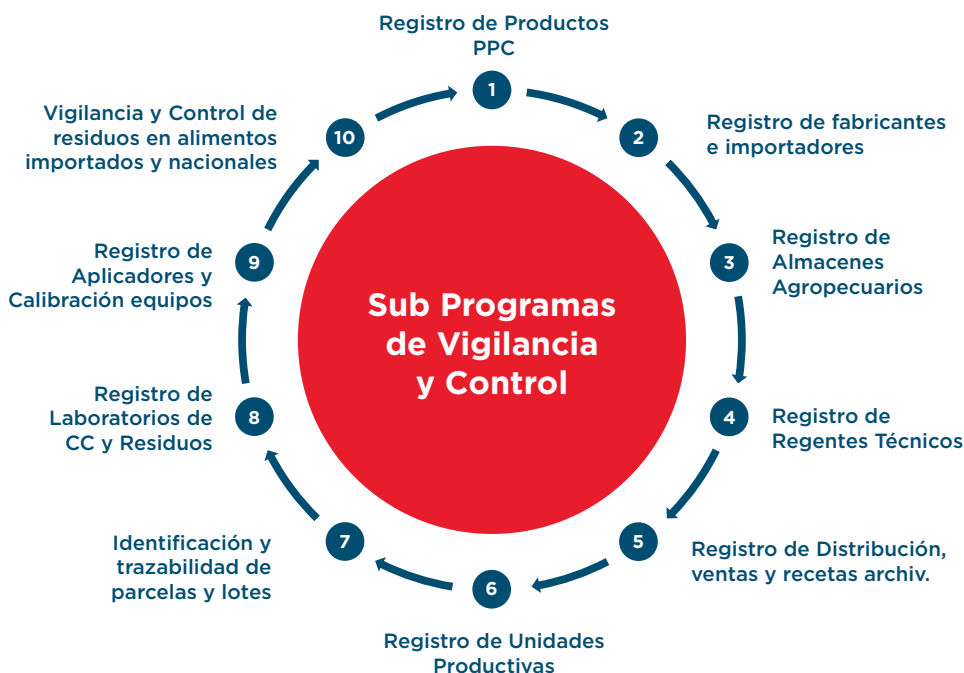 Registro de Productos
PPC
1
2
Registro de fabricantes
e importadores
3
Registro de
Almacenes
Agropecuarios
4
Registro de
Regentes Técnicos
5
Registro de Distribución,
ventas y recetas archiv.
6
Registro de Unidades
Productivas
7
Identificación y
trazabilidad de
parcelas y lotes
8
Registro de
Laboratorios de
CC y Residuos
9
Registro de
Aplicadores y
Calibración equipos
10
Vigilancia y Control de
residuos en alimentos
importados y nacionales
Sub Programas
de Vigilancia
y Control